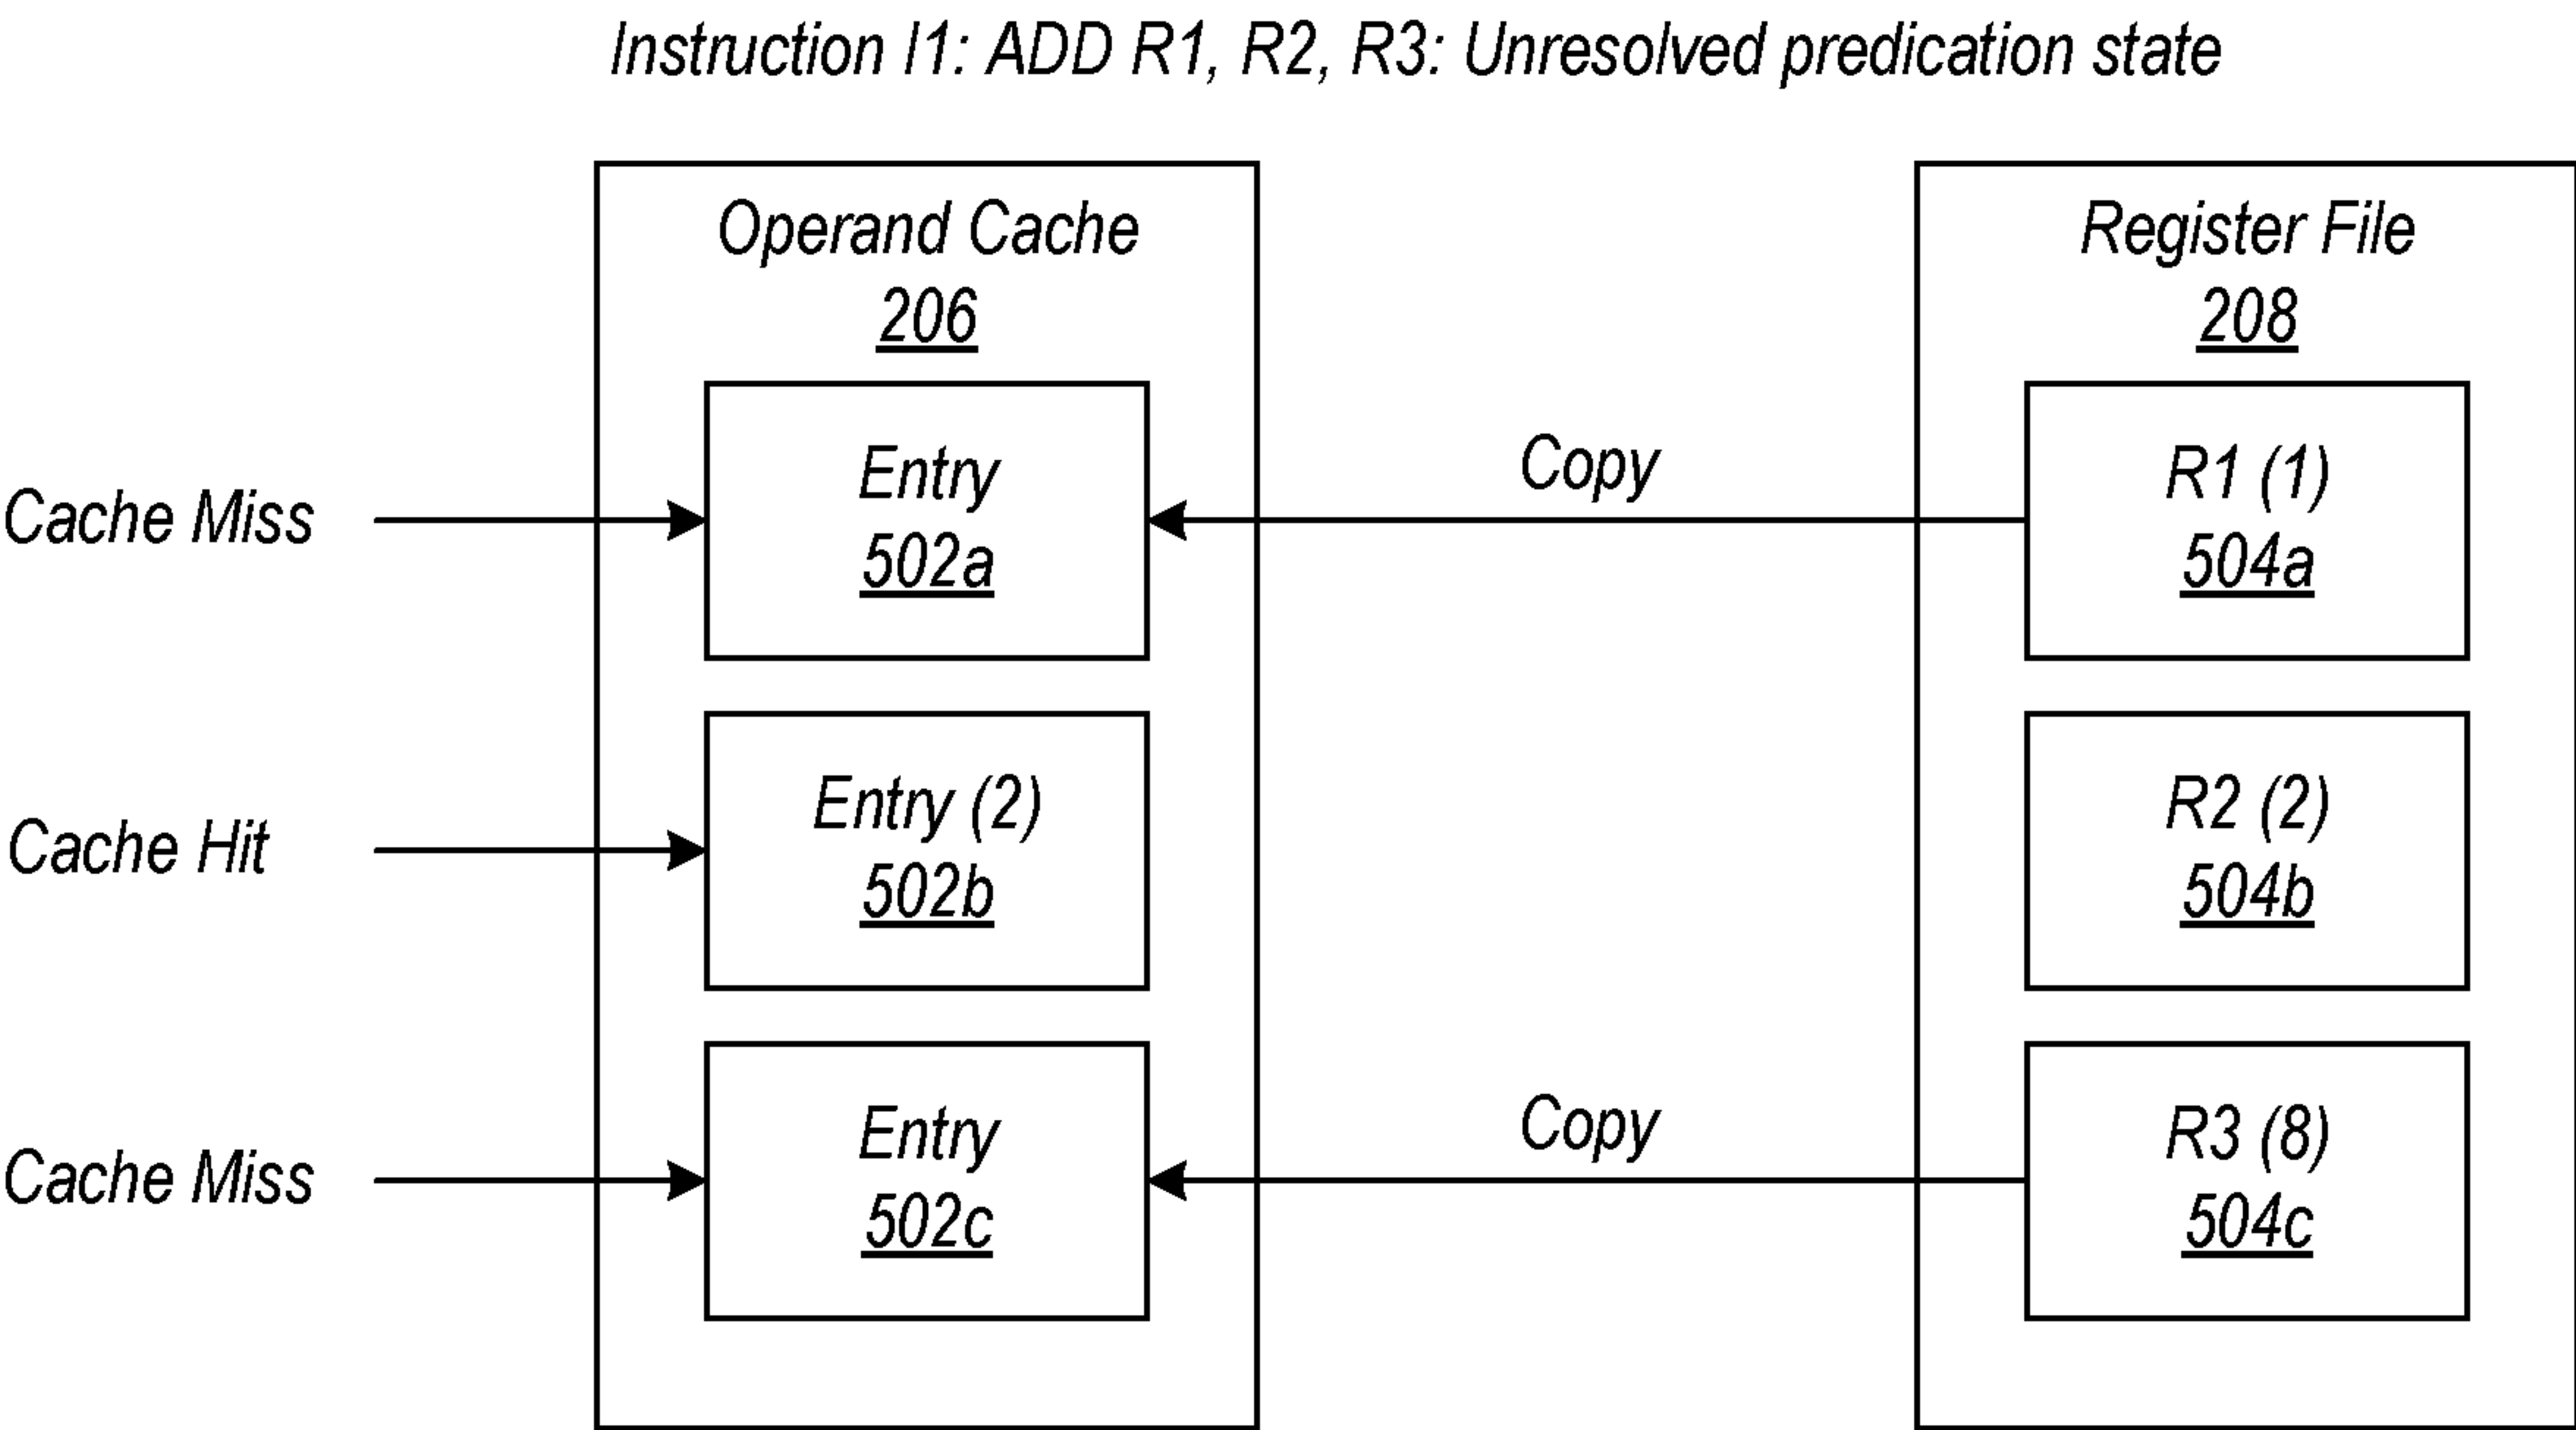 Instruction I1: ADD R1, R2, R3: Unresolved predication state
Operand Cache
206
Register File
208
Cache Miss
Entry
502a
Copy
R1 (1)
504a
Cache Hit
Entry (2)
502b
R2 (2)
504b
Cache Miss
Entry
502c
Copy
R3 (8)
504c